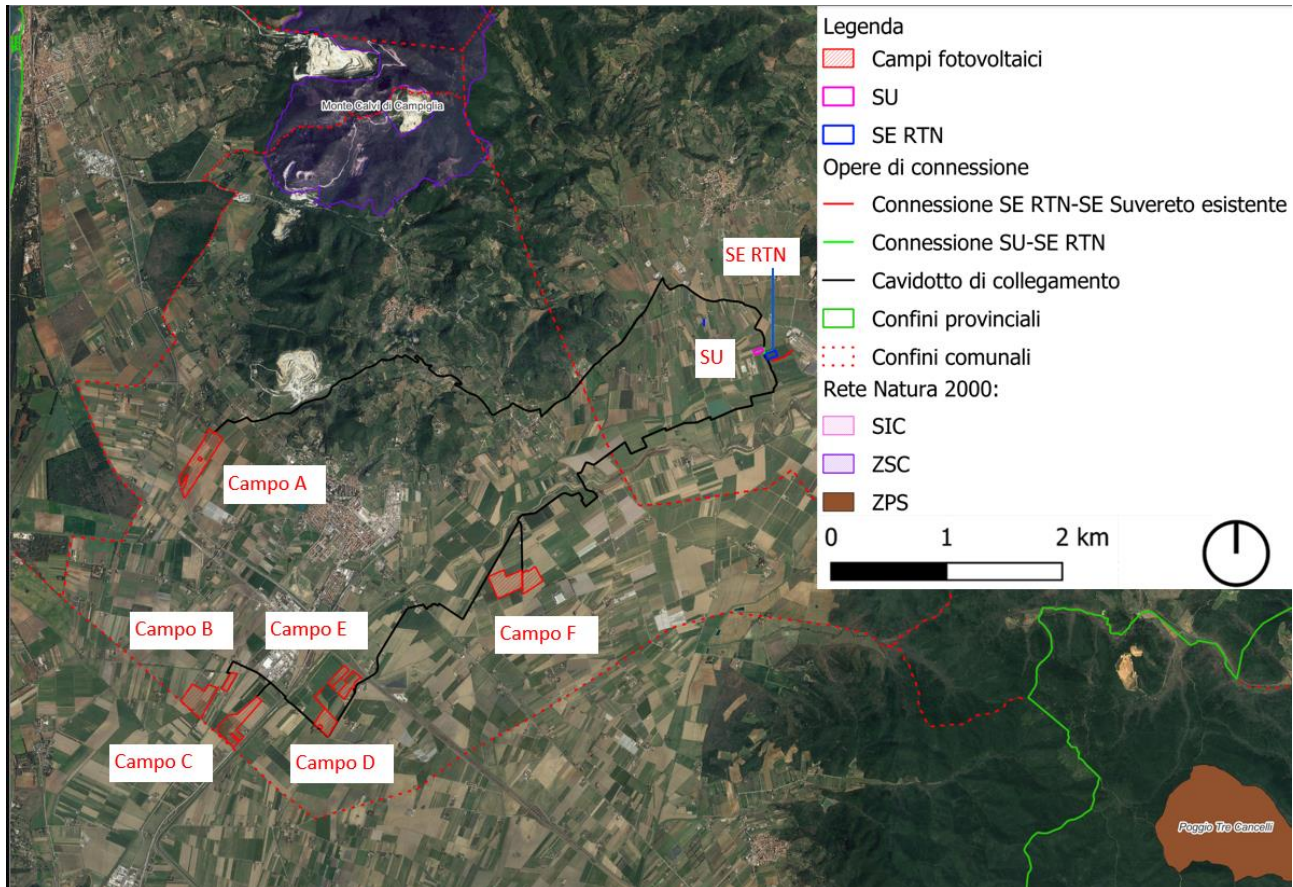 Legenda
Campi fotovoltaici
SU
SE RTN
Opere di connessione
Connessione SE RTN-SE Suvereto esistente
Connessione SU-SE RTN
Cavidotto di collegamento
Confini provinciali
Confini comunali
Rete Natura 2000:
SIC
ZSC
ZPS
0 1 2 km
Monte Calvi di Campiglia
SE RTN
SU
Campo A
Campo B
Campo E
Campo F
Campo C
Campo D
Poggio Tre Cancelli